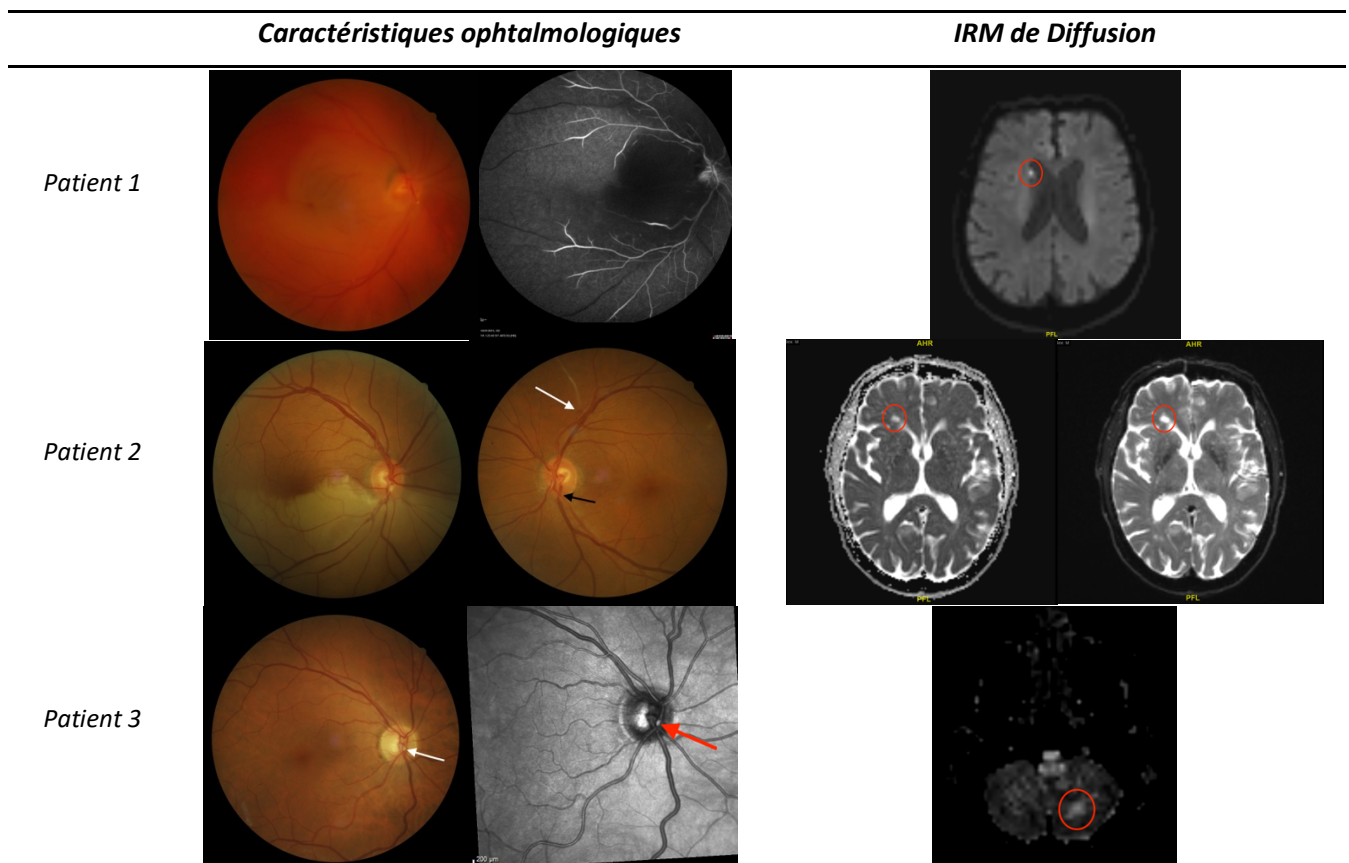 Caractéristiques ophtalmologiques IRM de Diffusion
Patient 1
PFL
Patient 2
AHR
AHR
PFL
PFL
Patient 3
200 µm